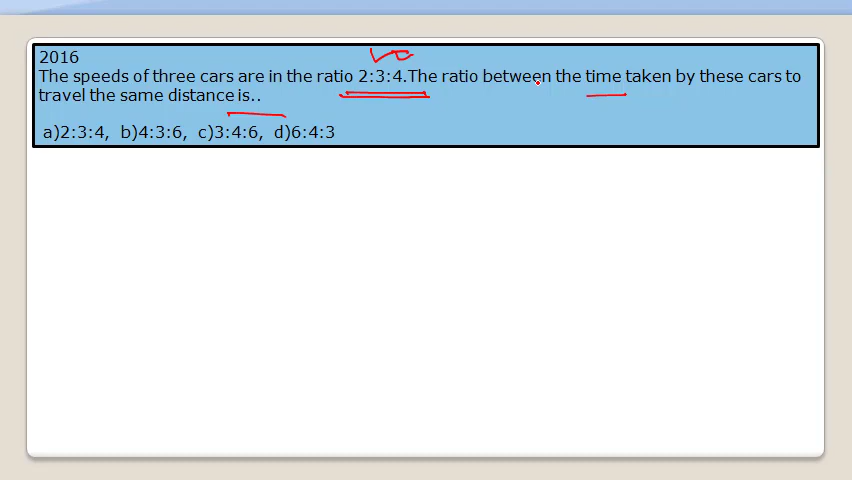 2016
The speeds of three cars are in the ratio 2:3:4.The ratio between the time taken by these cars to
travel the same distance is..
a)2:3:4, b)4:3:6, c)3:4:6, d)6:4:3